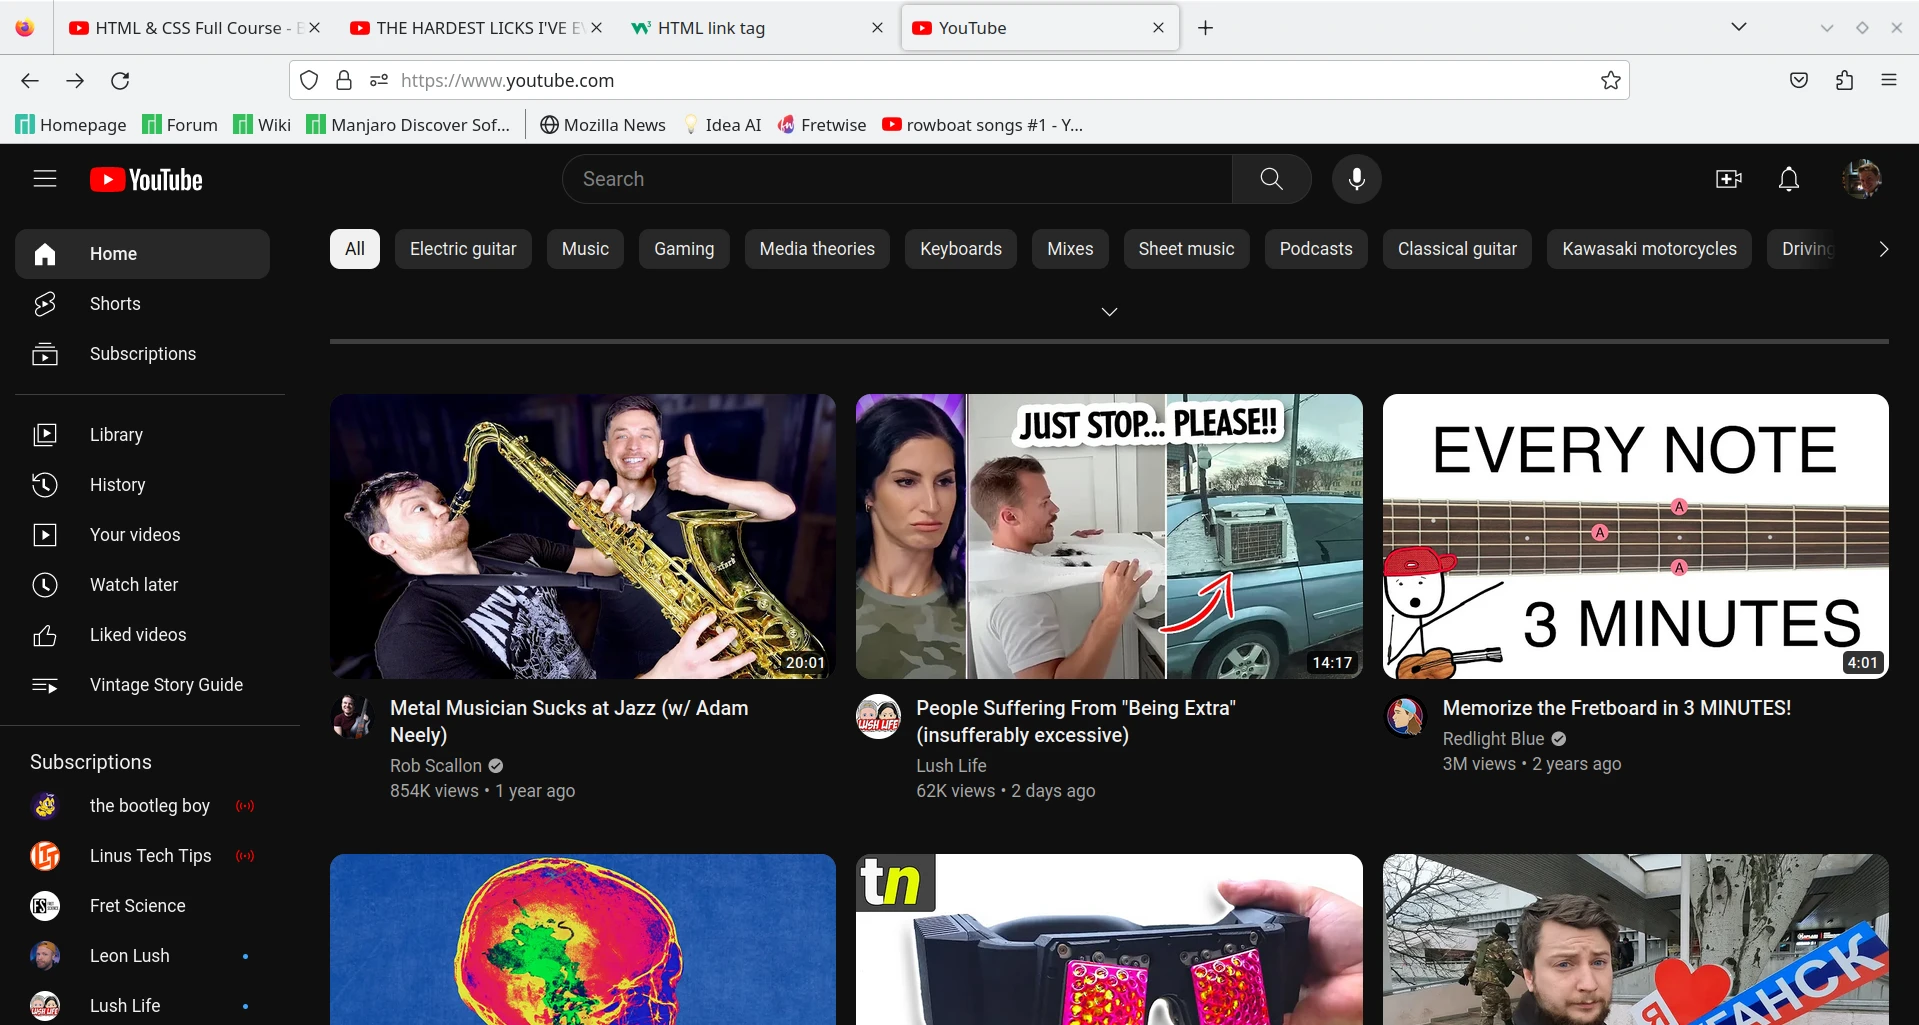 HTML & CSS Full Course -
THE HARDEST LICKS I'VE
HTML link tag
YouTube
https://www.youtube.com
Homepage
Forum
Wiki
Manjaro Discover Sof...
Mozilla News
Idea AI
Fretwise
rowboat songs #1 - Y...
YouTube
Search
Home
Shorts
Subscriptions
Library
History
Your videos
Watch later
Liked videos
Vintage Story Guide
Subscriptions
the bootleg boy
Linus Tech Tips
Fret Science
Leon Lush
Lush Life
All
Electric guitar
Music
Gaming
Media theories
Keyboards
Mixes
Sheet music
Podcasts
Classical guitar
Kawasaki motorcycles
Driving
20:01
Metal Musician Sucks at Jazz (w/ Adam
Neely)
Rob Scallon
854K views • 1 year ago
JUST STOP... PLEASE!!
14:17
LUSH LIFE
People Suffering From "Being Extra"
(insufferably excessive)
Lush Life
62K views • 2 days ago
EVERY NOTE
A
A
A
3 MINUTES
4:01
Memorize the Fretboard in 3 MINUTES!
Redlight Blue
3M views • 2 years ago
tn
Я